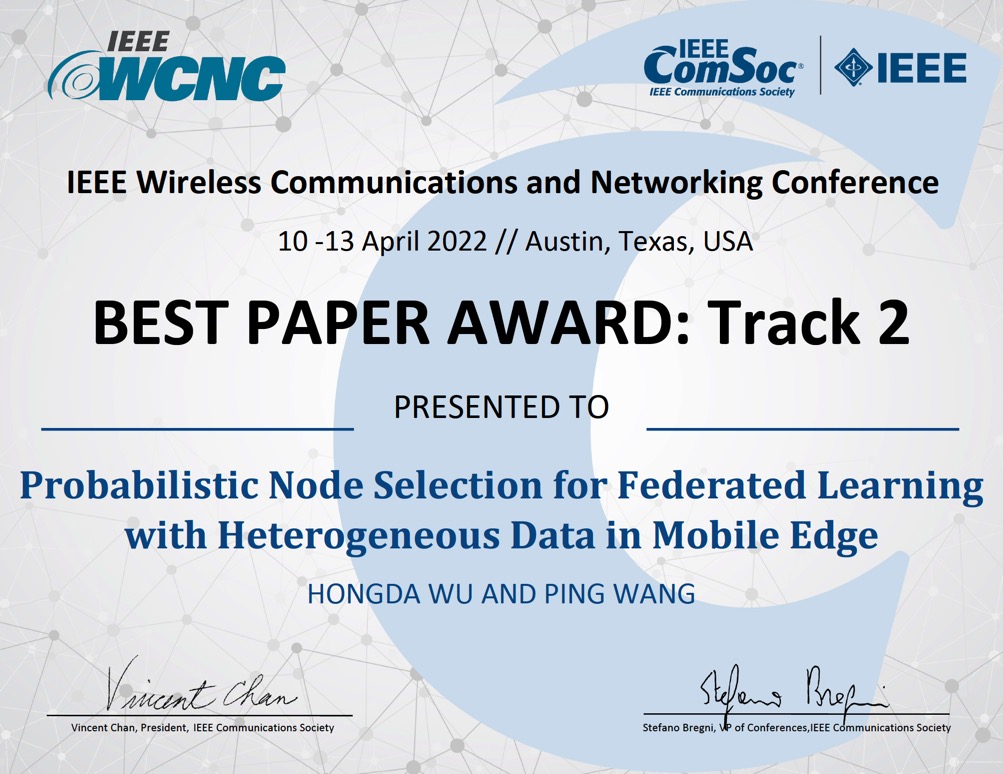 IEEE
WCNC
IEEE
ComSoc®
IEEE Communications Society
IEEE
IEEE Wireless Communications and Networking Conference
10 -13 April 2022 // Austin, Texas, USA
BEST PAPER AWARD: Track 2
PRESENTED TO
Probabilistic Node Selection for Federated Learning
with Heterogeneous Data in Mobile Edge
HONGDA WU AND PING WANG
Vincent Chan
Stefano Bregni
Vincent Chan, President, IEEE Communications Society
Stefano Bregni, VP of Conferences,IEEE Communications Society